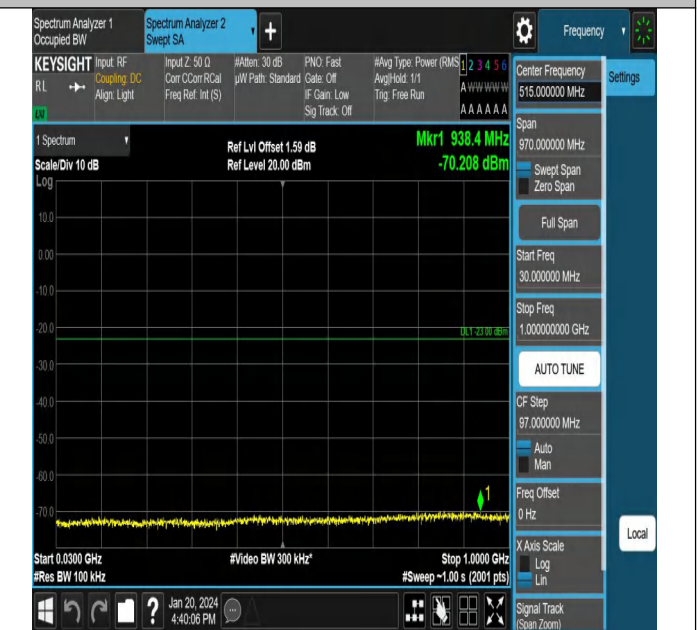 Spectrum Analyzer 1
Occupied BW
Spectrum Analyzer 2
Swept SA
Frequency
KEYSIGHT
RL
LXI
Input: RF
Coupling: DC
Align: Light
Input Z: 50 Ω
Corr CCorr RCal
Freq Ref: Int (S)
#Atten: 30 dB
µW Path: Standard
PNO: Fast
Gate: Off
IF Gain: Low
Sig Track: Off
#Avg Type: Power (RMS
Avg|Hold: 1/1
Trig: Free Run
1 2 3 4 5 6
A W W W W W
A A A A A A
Center Frequency
515.000000 MHz
Settings
1 Spectrum
Scale/Div 10 dB
Log
Ref Lvl Offset 1.59 dB
Ref Level 20.00 dBm
Mkr1 938.4 MHz
-70.208 dBm
Span
970.000000 MHz
Swept Span
Zero Span
Full Span
Start Freq
30.000000 MHz
Stop Freq
1.000000000 GHz
AUTO TUNE
CF Step
97.000000 MHz
Auto
Man
Freq Offset
0 Hz
X Axis Scale
Log
Lin
Signal Track
(Span Zoom)
Local
10.0
0.00
-10.0
-20.0
-30.0
-40.0
-50.0
-60.0
-70.0
DL1 -23.00 dBm
1
Start 0.0300 GHz
#Res BW 100 kHz
#Video BW 300 kHz*
Stop 1.0000 GHz
#Sweep ~1.00 s (2001 pts)
?
Jan 20, 2024
4:40:06 PM